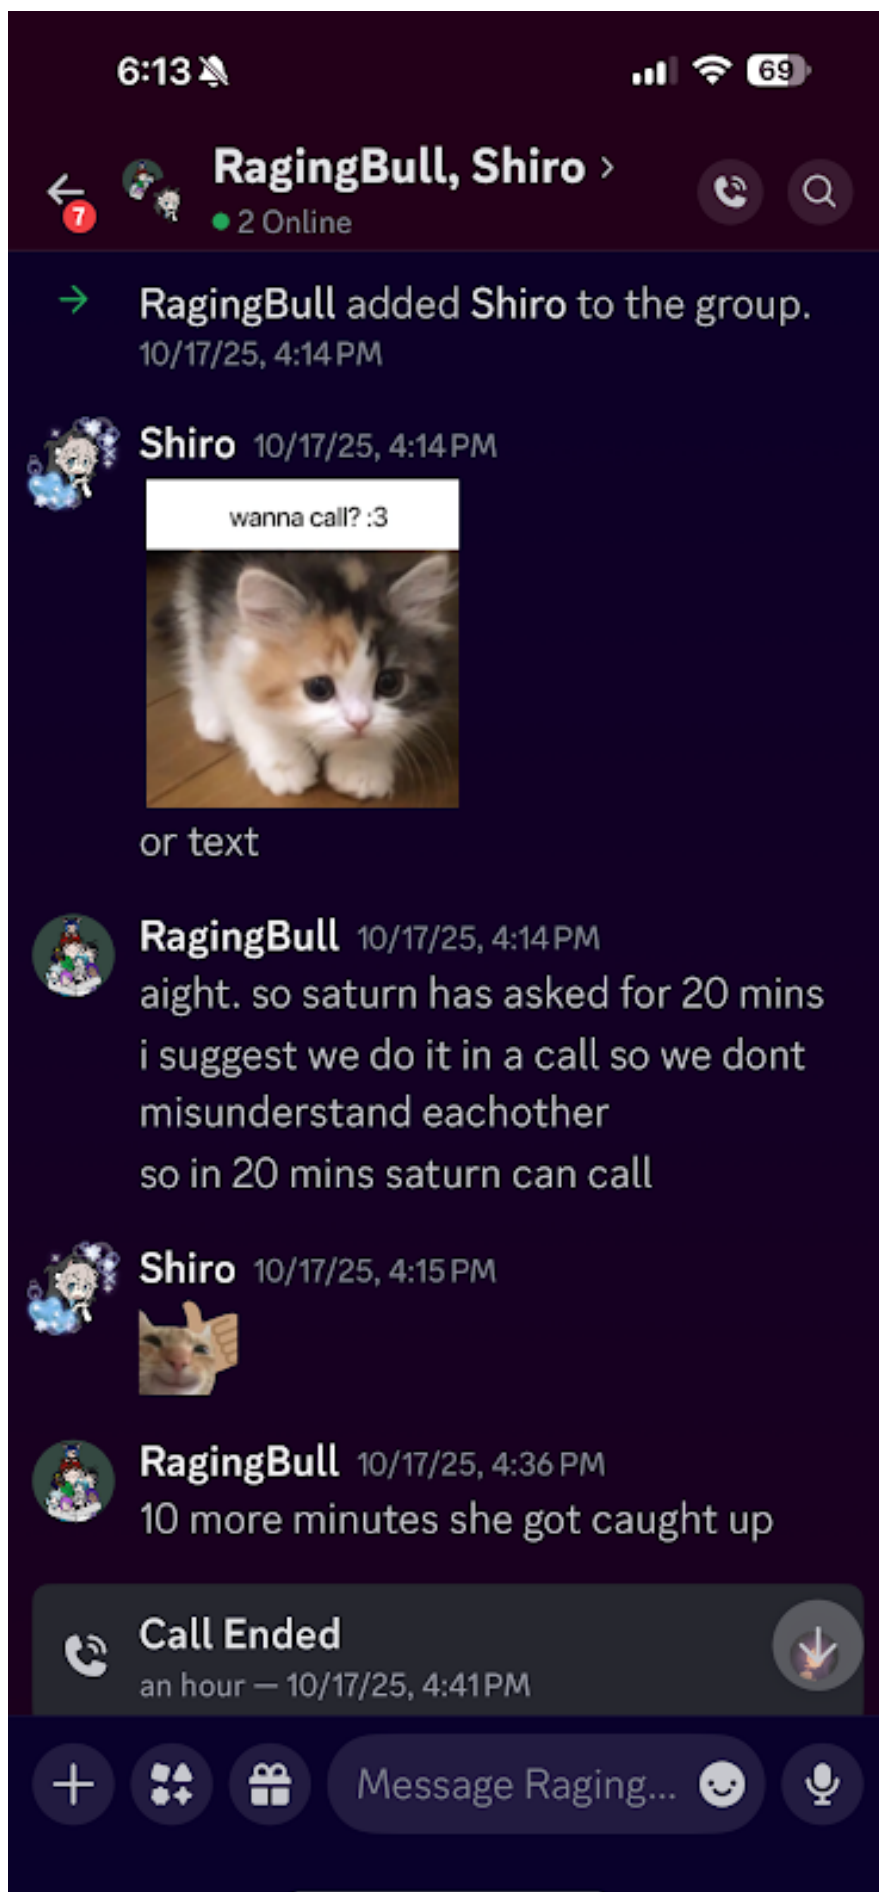 6:13
69
RagingBull, Shiro
7
2 Online
RagingBull added Shiro to the group.
10/17/25, 4:14 PM
Shiro 10/17/25, 4:14 PM
wanna call? :3
or text
RagingBull 10/17/25, 4:14 PM
aight. so saturn has asked for 20 mins
i suggest we do it in a call so we dont
misunderstand eachother
so in 20 mins saturn can call
Shiro 10/17/25, 4:15 PM
RagingBull 10/17/25, 4:36 PM
10 more minutes she got caught up
Call Ended
an hour — 10/17/25, 4:41 PM
Message Raging...